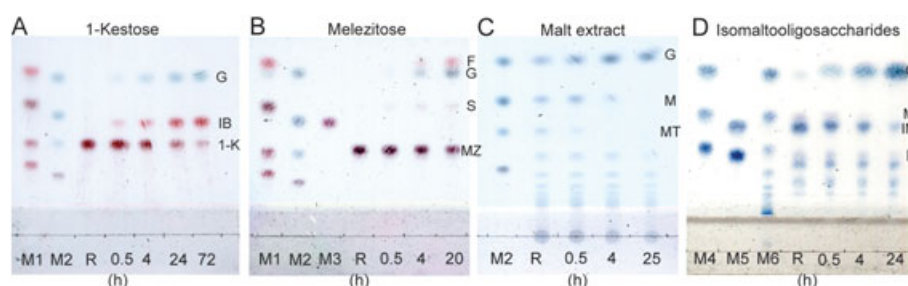 A 1-Kestose
G
IB
1-K
M1 M2 R 0.5 4 24 72
(h)
B Melezitose
F
G
S
MZ
M1 M2 M3 R 0.5 4 20
(h)
C Malt extract
G
M
MT
M2 R 0.5 4 25
(h)
D Isomaltooligosaccharides
M4 M5 M6 R 0.5 4 24
(h)